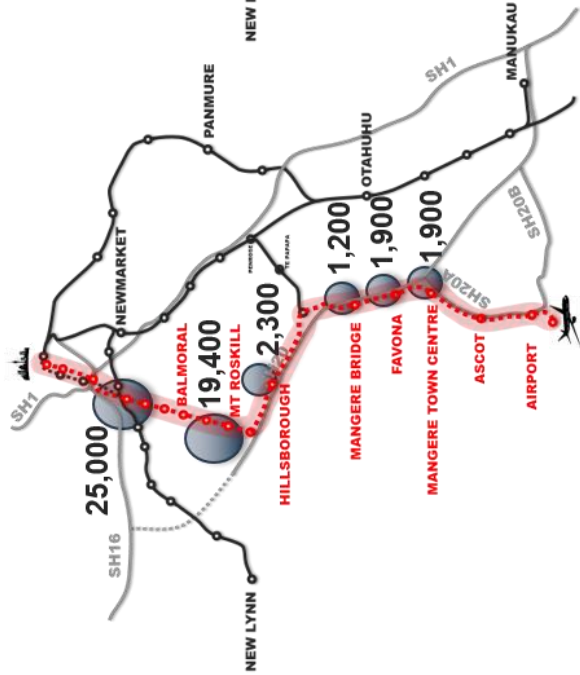 NEW
SH1
PANMURE
MANUKAU
OTAHUHU
SH20B
NEWMARKET
PENROSE
TE PAPAPA
1,200
1,900
1,900
SH20A
SH1
BALMORAL
19,400
MT ROSKILL
2,300
25,000
HILLSBOROUGH
MANGERE BRIDGE
FAVONA
MANGERE TOWN CENTRE
ASCOT
AIRPORT
SH16
NEW LYNN